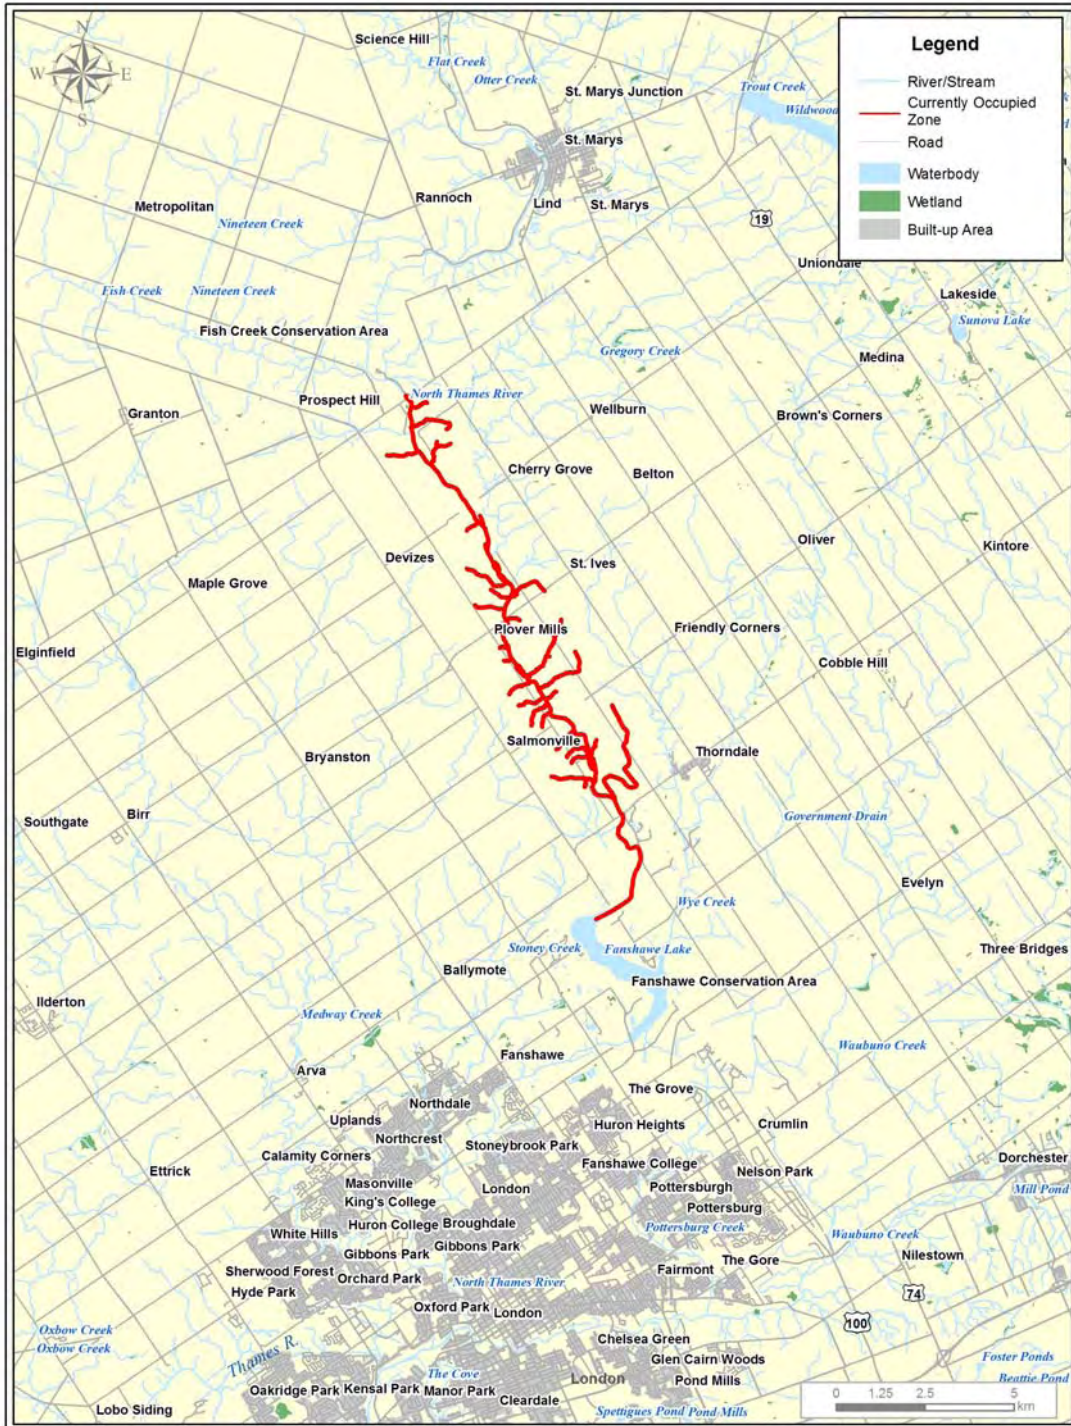 N
W E
S
Legend
River/Stream
Currently Occupied
Zone
Road
Waterbody
Wetland
Built-up Area
Science Hill
Flat Creek
Otter Creek
St. Marys Junction
Trout Creek
Wildwood
St. Marys
Rannoch
Lind
St. Marys
Metropolitan
Nineteen Creek
19
Uniondale
Fish Creek
Nineteen Creek
Lakeside
Sunova Lake
Fish Creek Conservation Area
Gregory Creek
Medina
North Thames River
Prospect Hill
Granton
Wellburn
Brown's Corners
Cherry Grove
Belton
Oliver
Kintore
Devizes
St. Ives
Maple Grove
Plover Mills
Friendly Corners
Elginfield
Cobble Hill
Salmonville
Thorndale
Bryanston
Birr
Southgate
Government Drain
Evelyn
Wye Creek
Stoney Creek
Fanshawe Lake
Three Bridges
Ballymote
Fanshawe Conservation Area
Ilderton
Medway Creek
Waubuno Creek
Fanshawe
Arva
The Grove
Northdale
Uplands
Huron Heights
Crumlin
Northcrest
Stoneybrook Park
Calamity Corners
Fanshawe College
Dorchester
Ettrick
Nelson Park
Masonville
London
Pottersburgh
Mill Pond
King's College
Pottersburg
Huron College
Broughdale
White Hills
Pottersburg Creek
Waubuno Creek
Gibbons Park
Gibbons Park
Nilestown
The Gore
Sherwood Forest
Orchard Park
North Thames River
Fairmont
Hyde Park
74
Oxford Park
London
100
Oxbow Creek
Oxbow Creek
Thames R.
Chelsea Green
Glen Cairn Woods
Foster Ponds
The Cove
London
Pond Mills
Beattie Pond
Oakridge Park
Kensal Park
Manor Park
Cleardale
Lobo Siding
Spettigues Pond
Pond Mills
0 1.25 2.5 5
km